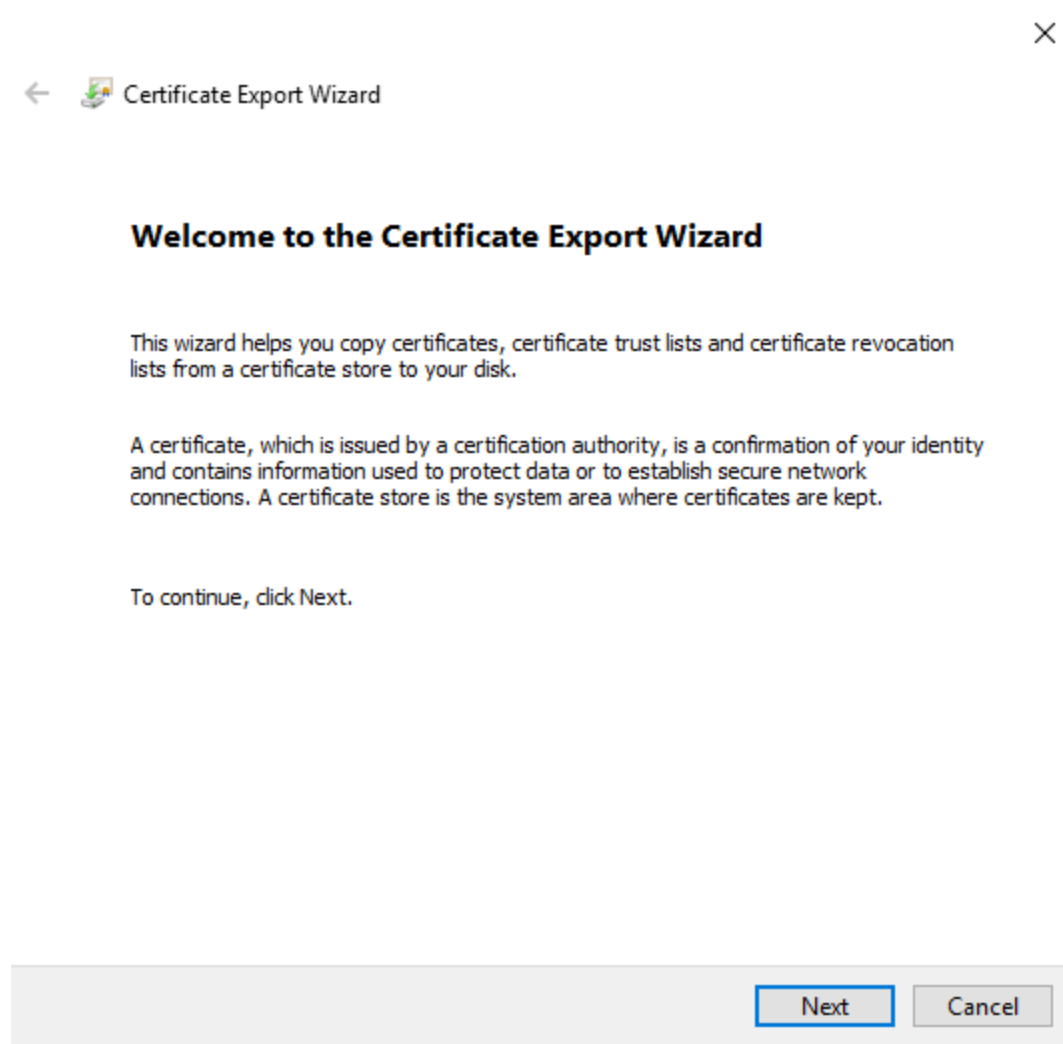 Certificate Export Wizard
Welcome to the Certificate Export Wizard
This wizard helps you copy certificates, certificate trust lists and certificate revocation
lists from a certificate store to your disk.
A certificate, which is issued by a certification authority, is a confirmation of your identity
and contains information used to protect data or to establish secure network
connections. A certificate store is the system area where certificates are kept.
To continue, click Next.
Next
Cancel